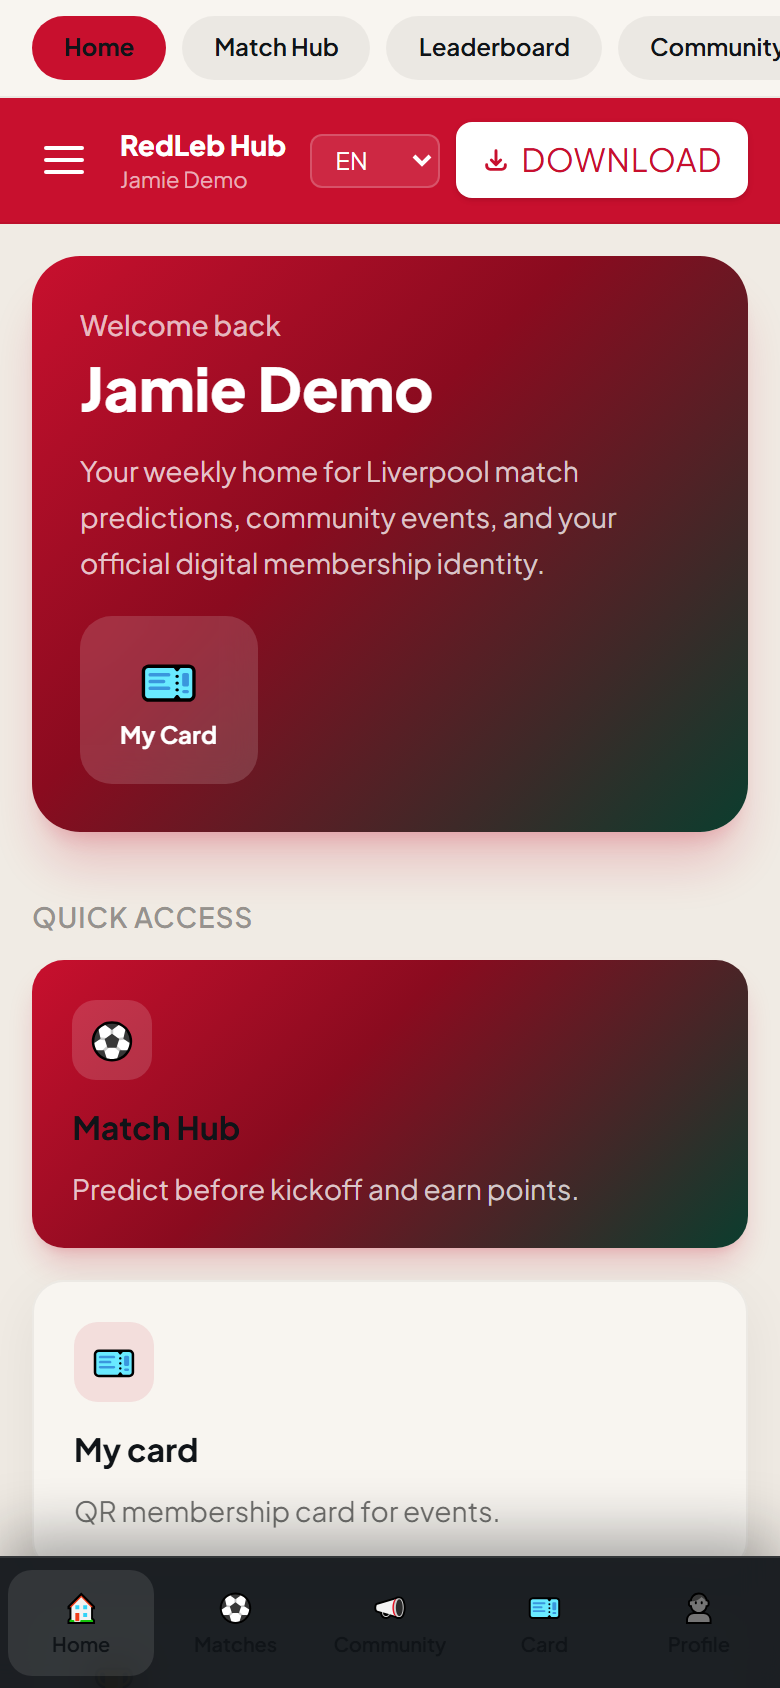 Home
Match Hub
Leaderboard
Community
RedLeb Hub
Jamie Demo
EN
DOWNLOAD
Welcome back
Jamie Demo
Your weekly home for Liverpool match
predictions, community events, and your
official digital membership identity.
My Card
QUICK ACCESS
Match Hub
Predict before kickoff and earn points.
My card
QR membership card for events.
Home
Matches
Community
Card
Profile